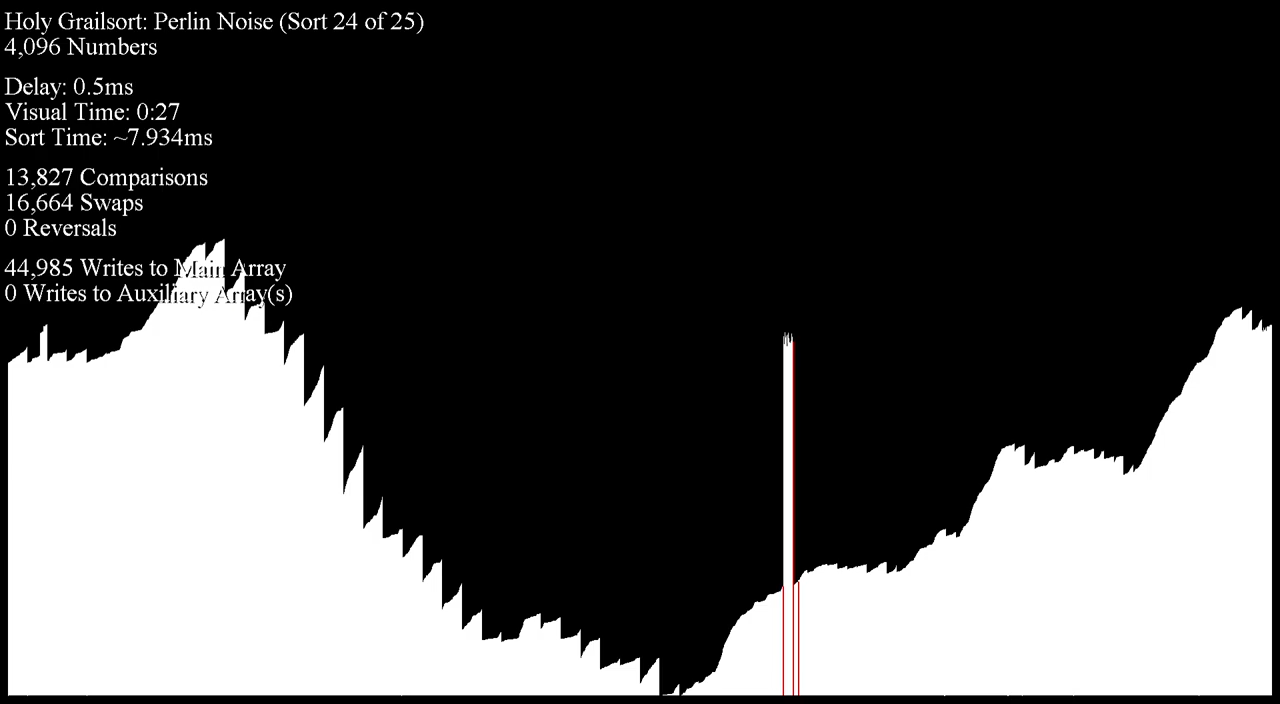 Holy Grailsort: Perlin Noise (Sort 24 of 25)
4,096 Numbers
Delay: 0.5ms
Visual Time: 0:27
Sort Time: ~7.934ms
13,827 Comparisons
16,664 Swaps
0 Reversals
44,985 Writes to Main Array
0 Writes to Auxiliary Array(s)